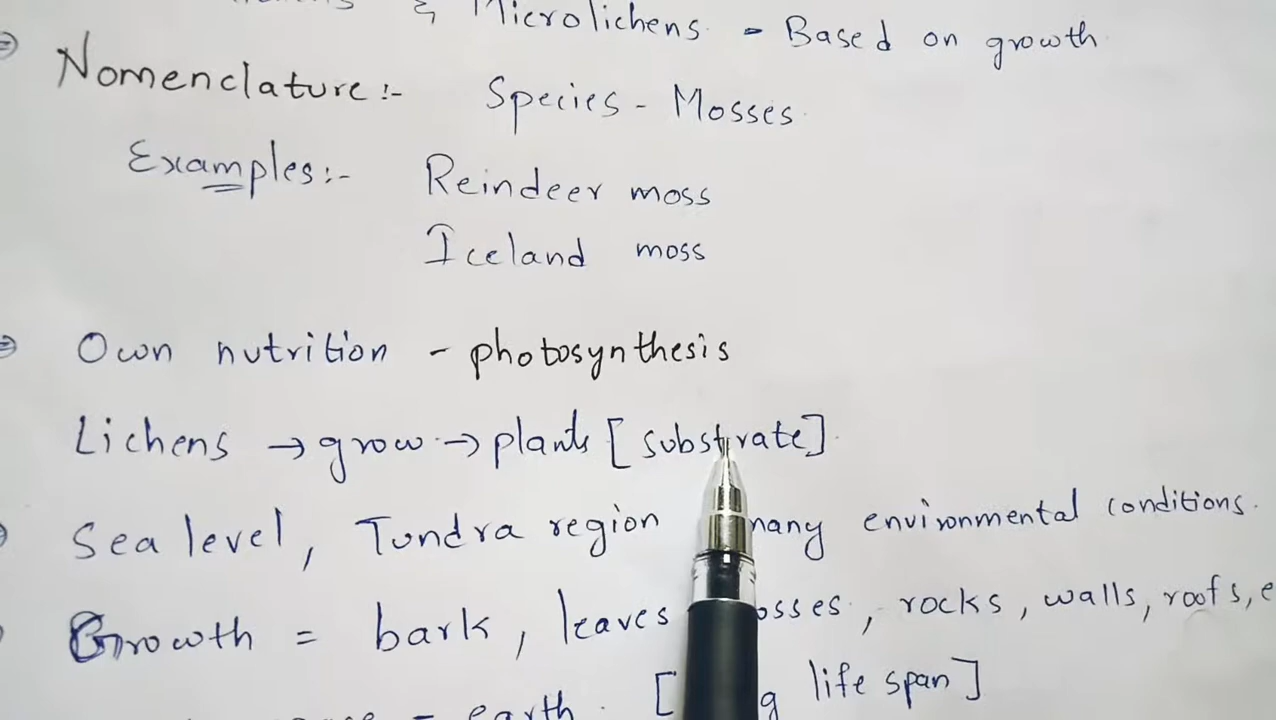 & Microlichens - Based on growth
Nomenclature :- Species - Mosses
Examples :- Reindeer moss
Iceland moss
Own nutrition - photosynthesis
Lichens → grow → plants [substrate]
Sea level, Tundra region many environmental conditions.
Growth = bark, leaves, rocks, walls, roofs,
- earth. [ life span]